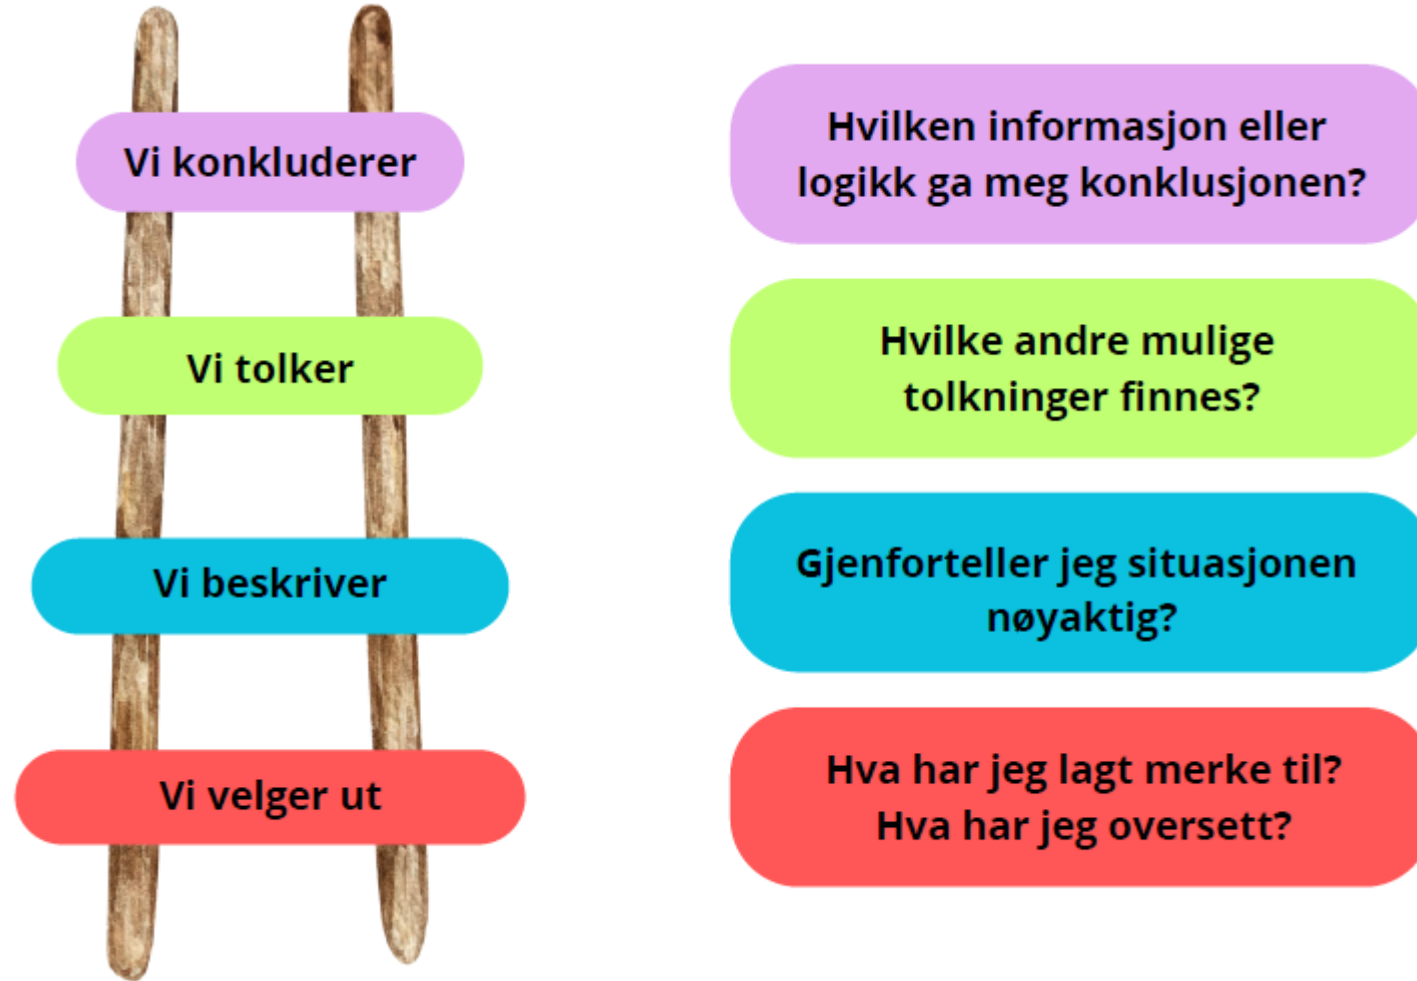 Vi konkluderer
Hvilken informasjon eller
logikk ga meg konklusjonen?
Vi tolker
Hvilke andre mulige
tolkninger finnes?
Vi beskriver
Gjenforteller jeg situasjonen
nøyaktig?
Vi velger ut
Hva har jeg lagt merke til?
Hva har jeg oversett?